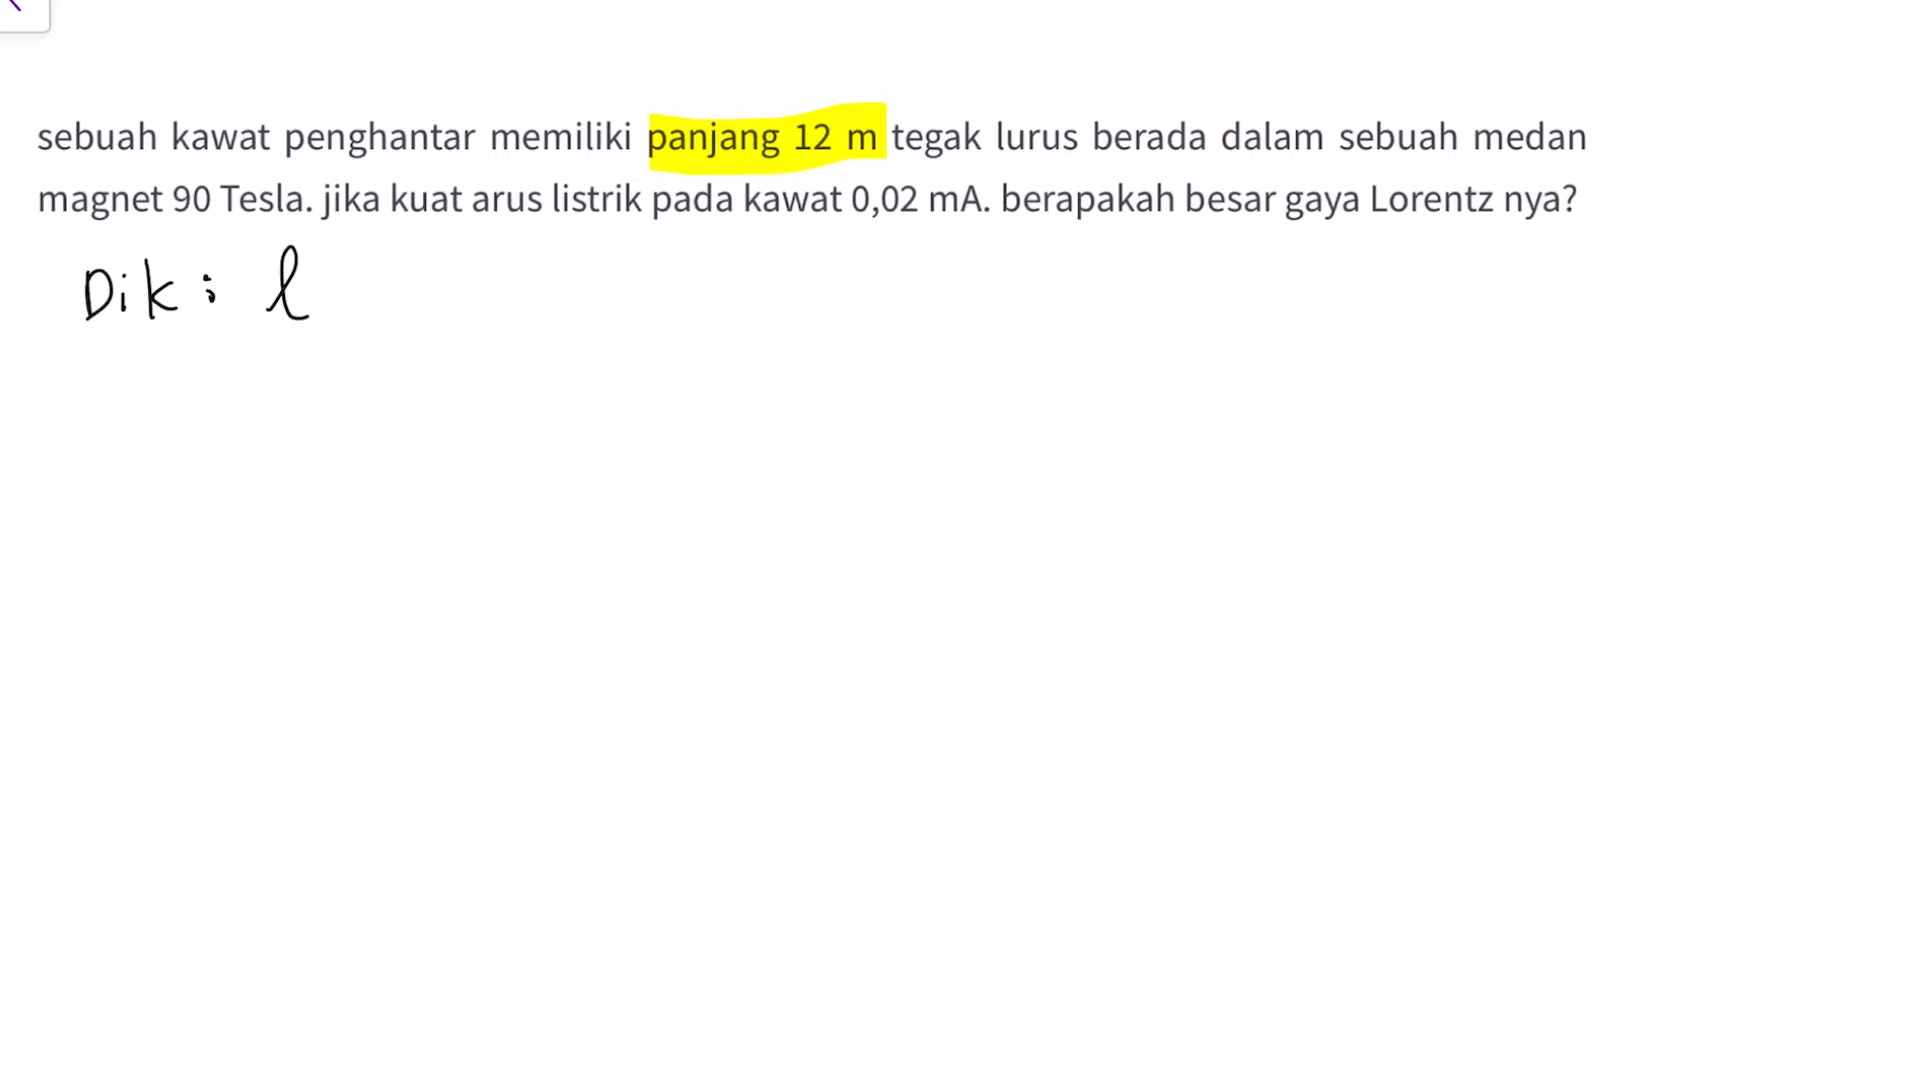 sebuah kawat penghantar memiliki panjang 12 m tegak lurus berada dalam sebuah medan
magnet 90 Tesla. jika kuat arus listrik pada kawat 0,02 mA. berapakah besar gaya Lorentz nya?
Dik : l